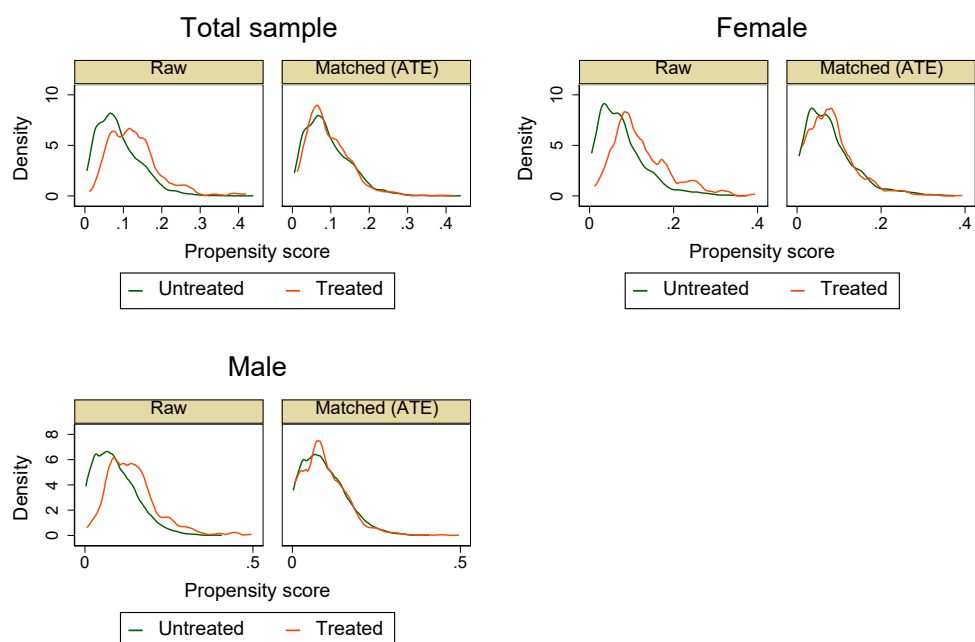 Total sample
Raw
Matched (ATE)
Density
0
5
10
0 .1 .2 .3 .4
0 .1 .2 .3 .4
Propensity score
Untreated Treated
Female
Raw
Matched (ATE)
Density
0
5
10
0 .2 .4
0 .2 .4
Propensity score
Untreated Treated
Male
Raw
Matched (ATE)
Density
0
2
4
6
8
0 .5
0 .5
Propensity score
Untreated Treated